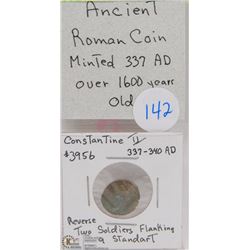 Ancient
Roman Coin
Minted 337 AD
over 1600 years
Old
142
Constantine II
$3956 337-340 AD
Reverse
Two Soldiers Flanking
a Standart